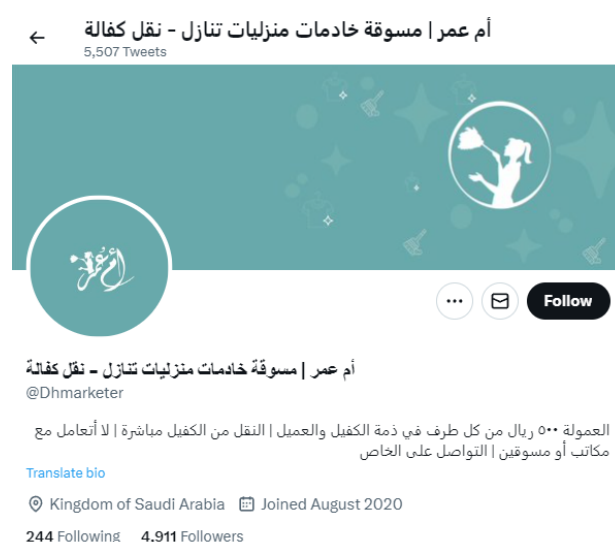 أم عمر | مسوقة خادمات منزليات تنازل - نقل كفالة
5,507 Tweets
أم عمر
Follow
أم عمر | مسوقة خادمات منزليات تنازل - نقل كفالة
@Dhmarketer
العمولة ٥٠٠ ريال من كل طرف في ذمة الكفيل والعميل | النقل من الكفيل مباشرة | لا أتعامل مع
مكاتب أو مسوقين | التواصل على الخاص
Translate bio
Kingdom of Saudi Arabia Joined August 2020
244 Following 4,911 Followers